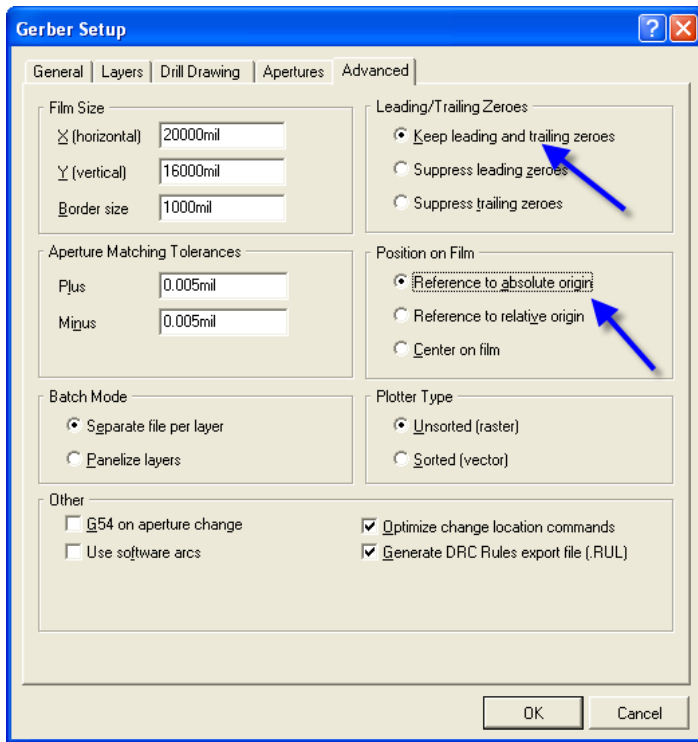 Gerber Setup
General Layers Drill Drawing Apertures Advanced
Film Size
X (horizontal) 20000mil
Y (vertical) 16000mil
Border size 1000mil
Leading/Trailing Zeroes
Keep leading and trailing zeroes
Suppress leading zeroes
Suppress trailing zeroes
Aperture Matching Tolerances
Plus 0.005mil
Minus 0.005mil
Position on Film
Reference to absolute origin
Reference to relative origin
Center on film
Batch Mode
Separate file per layer
Panelize layers
Plotter Type
Unsorted (raster)
Sorted (vector)
Other
G54 on aperture change
Use software arcs
Optimize change location commands
Generate DRC Rules export file (.RUL)
OK Cancel